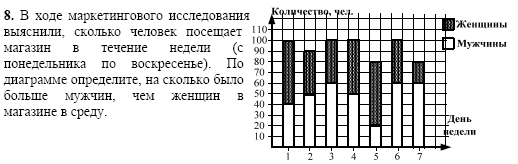 8. В ходе маркетингового исследования
выяснили, сколько человек посещает
магазин в течение недели (с
понедельника по воскресенье). По
диаграмме определите, на сколько было
больше мужчин, чем женщин в
магазине в среду.
Количество, чел.
110
100
90
80
70
60
50
40
30
20
10
1 2 3 4 5 6 7
Женщины
Мужчины
День
недели